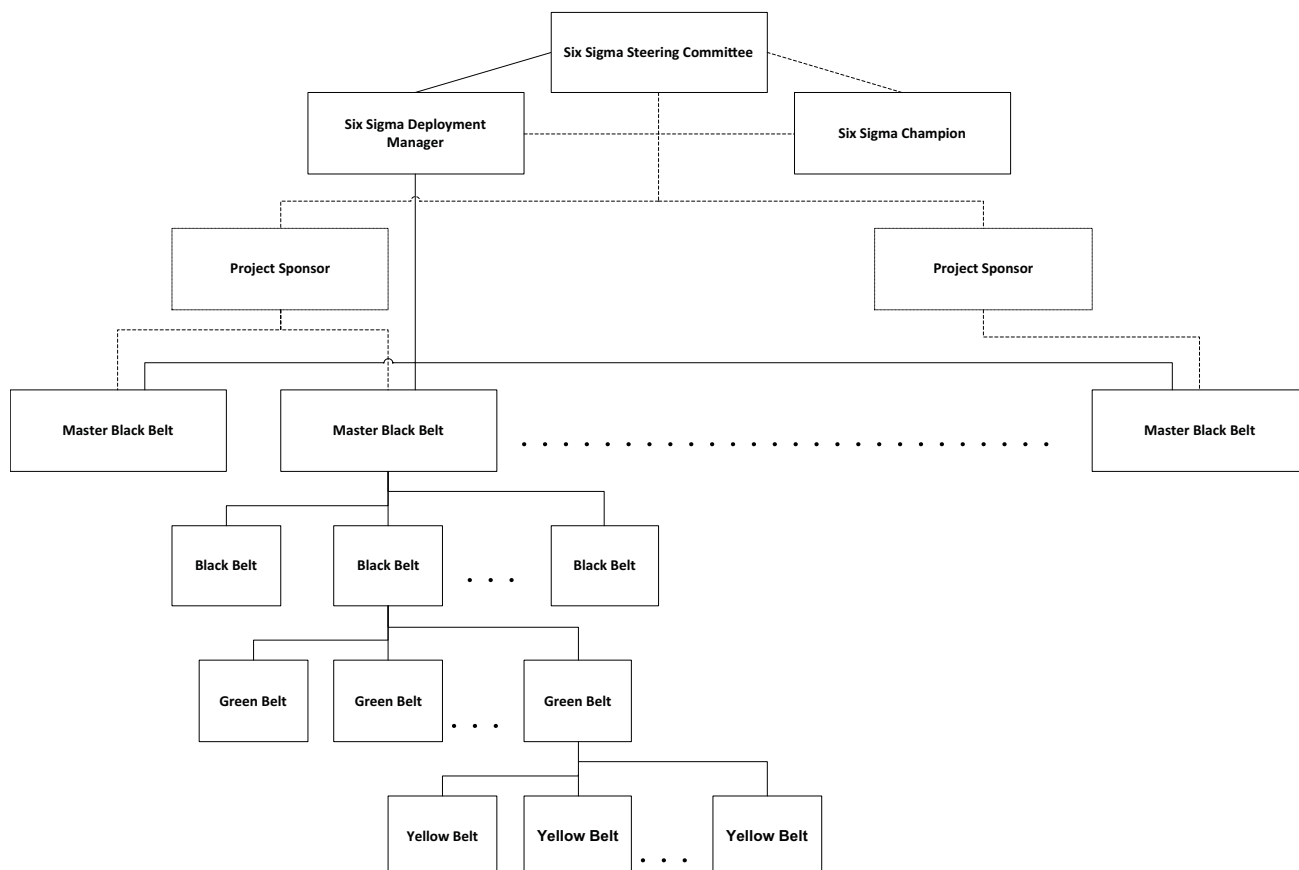 Six Sigma Steering Committee
Six Sigma Deployment
Manager
Six Sigma Champion
Project Sponsor
Project Sponsor
Master Black Belt
Master Black Belt
Master Black Belt
Black Belt
Black Belt
Black Belt
Green Belt
Green Belt
Green Belt
Yellow Belt
Yellow Belt
Yellow Belt